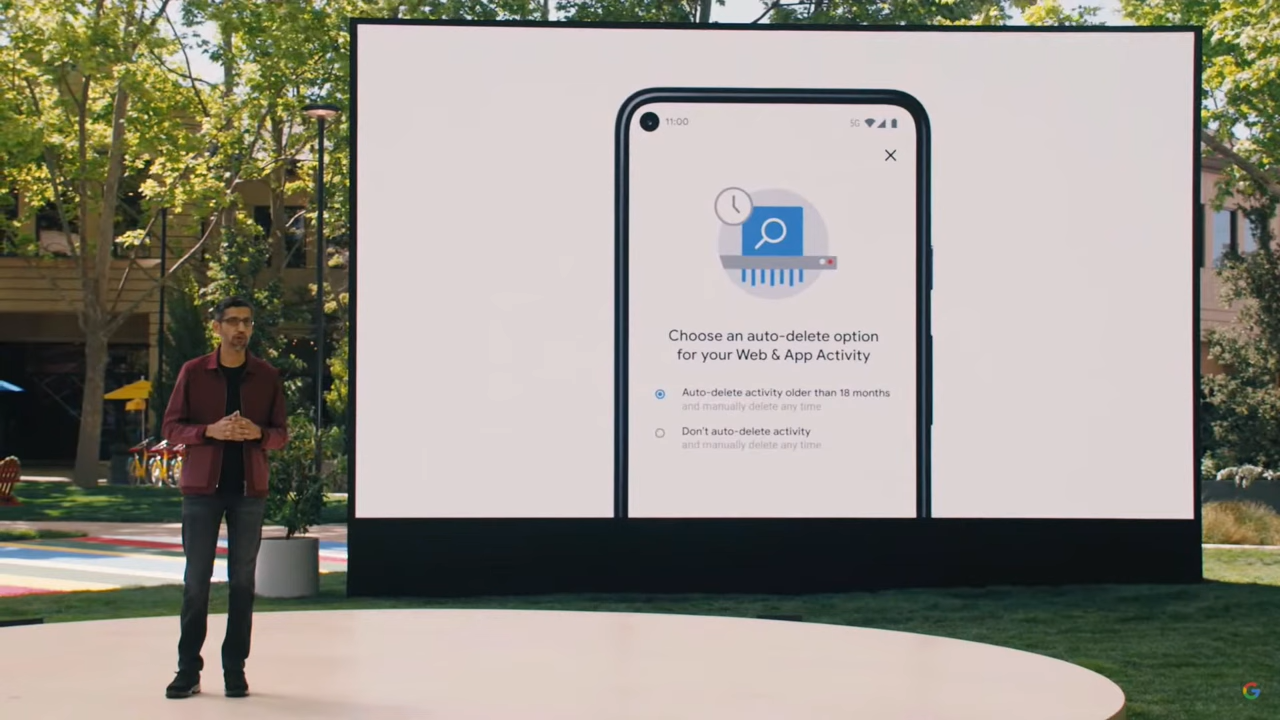 11:00
5G
Choose an auto-delete option
for your Web & App Activity
Auto-delete activity older than 18 months
and manually delete any time
Don't auto-delete activity
and manually delete any time